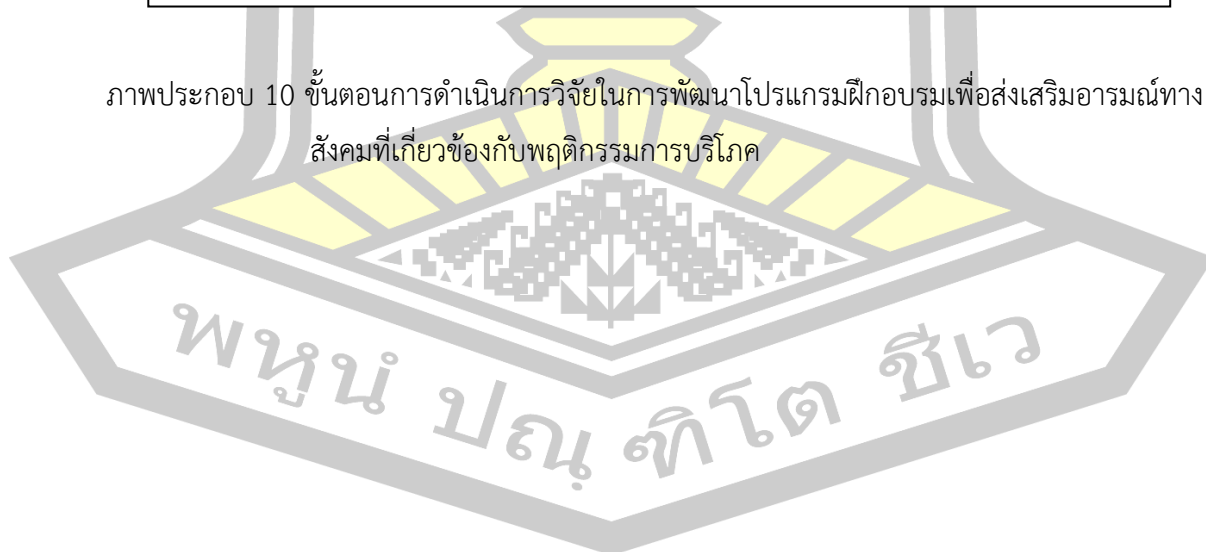 ภาพประกอบ 10 ขั้นตอนการดำเนินการวิจัยในการพัฒนาโปรแกรมฝึกอบรมเพื่อส่งเสริมอารมณ์ทาง
สังคมที่เกี่ยวข้องกับพฤติกรรมการบริโภค
พหูนํ ปณฺฑิโต ชีเว